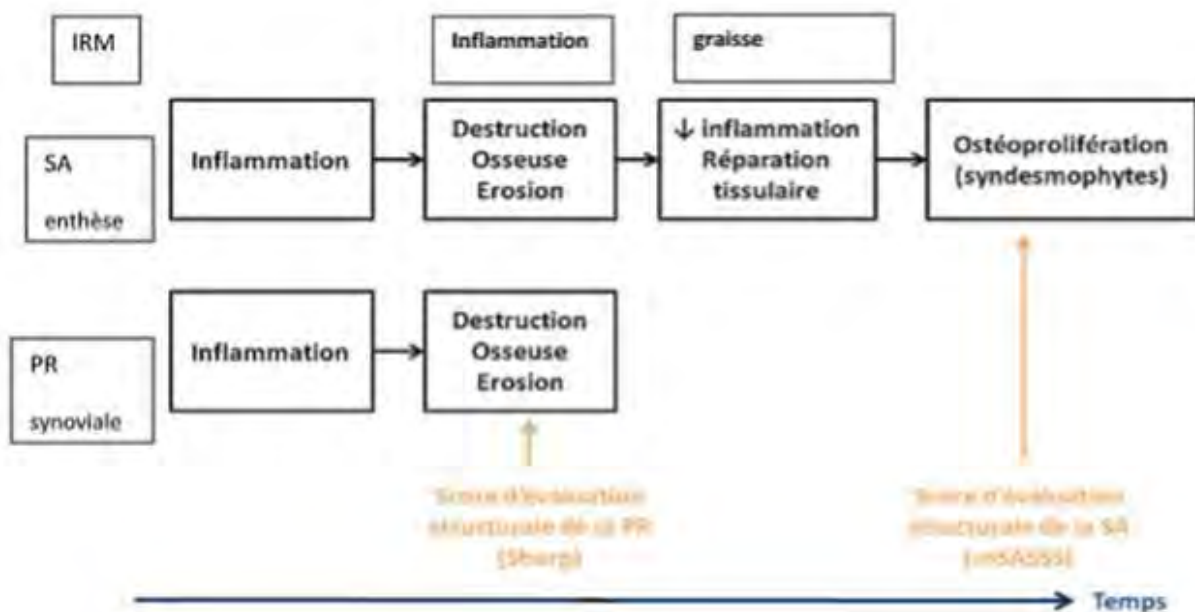 IRM
Inflammation
graisse
SA
enthèse
Inflammation
Destruction
Osseuse
Erosion
↓ inflammation
Réparation
tissulaire
Ostéoprolifération
(syndesmophytes)
PR
synoviale
Inflammation
Destruction
Osseuse
Erosion
Score d'évaluation
structurale de la PR
(Sharp)
Score d'évaluation
structurale de la SA
(mSASSS)
Temps